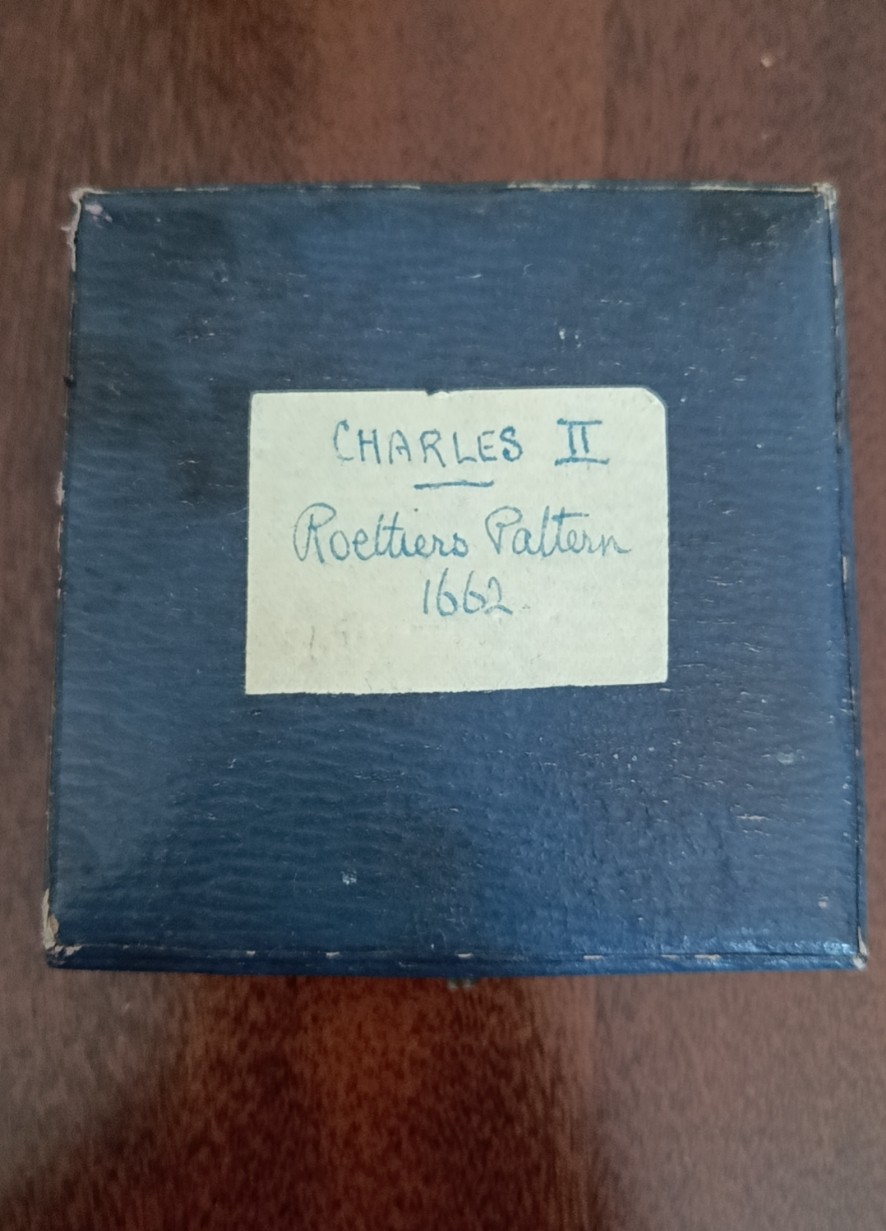 CHARLES II
Roettiers Pattern
1662